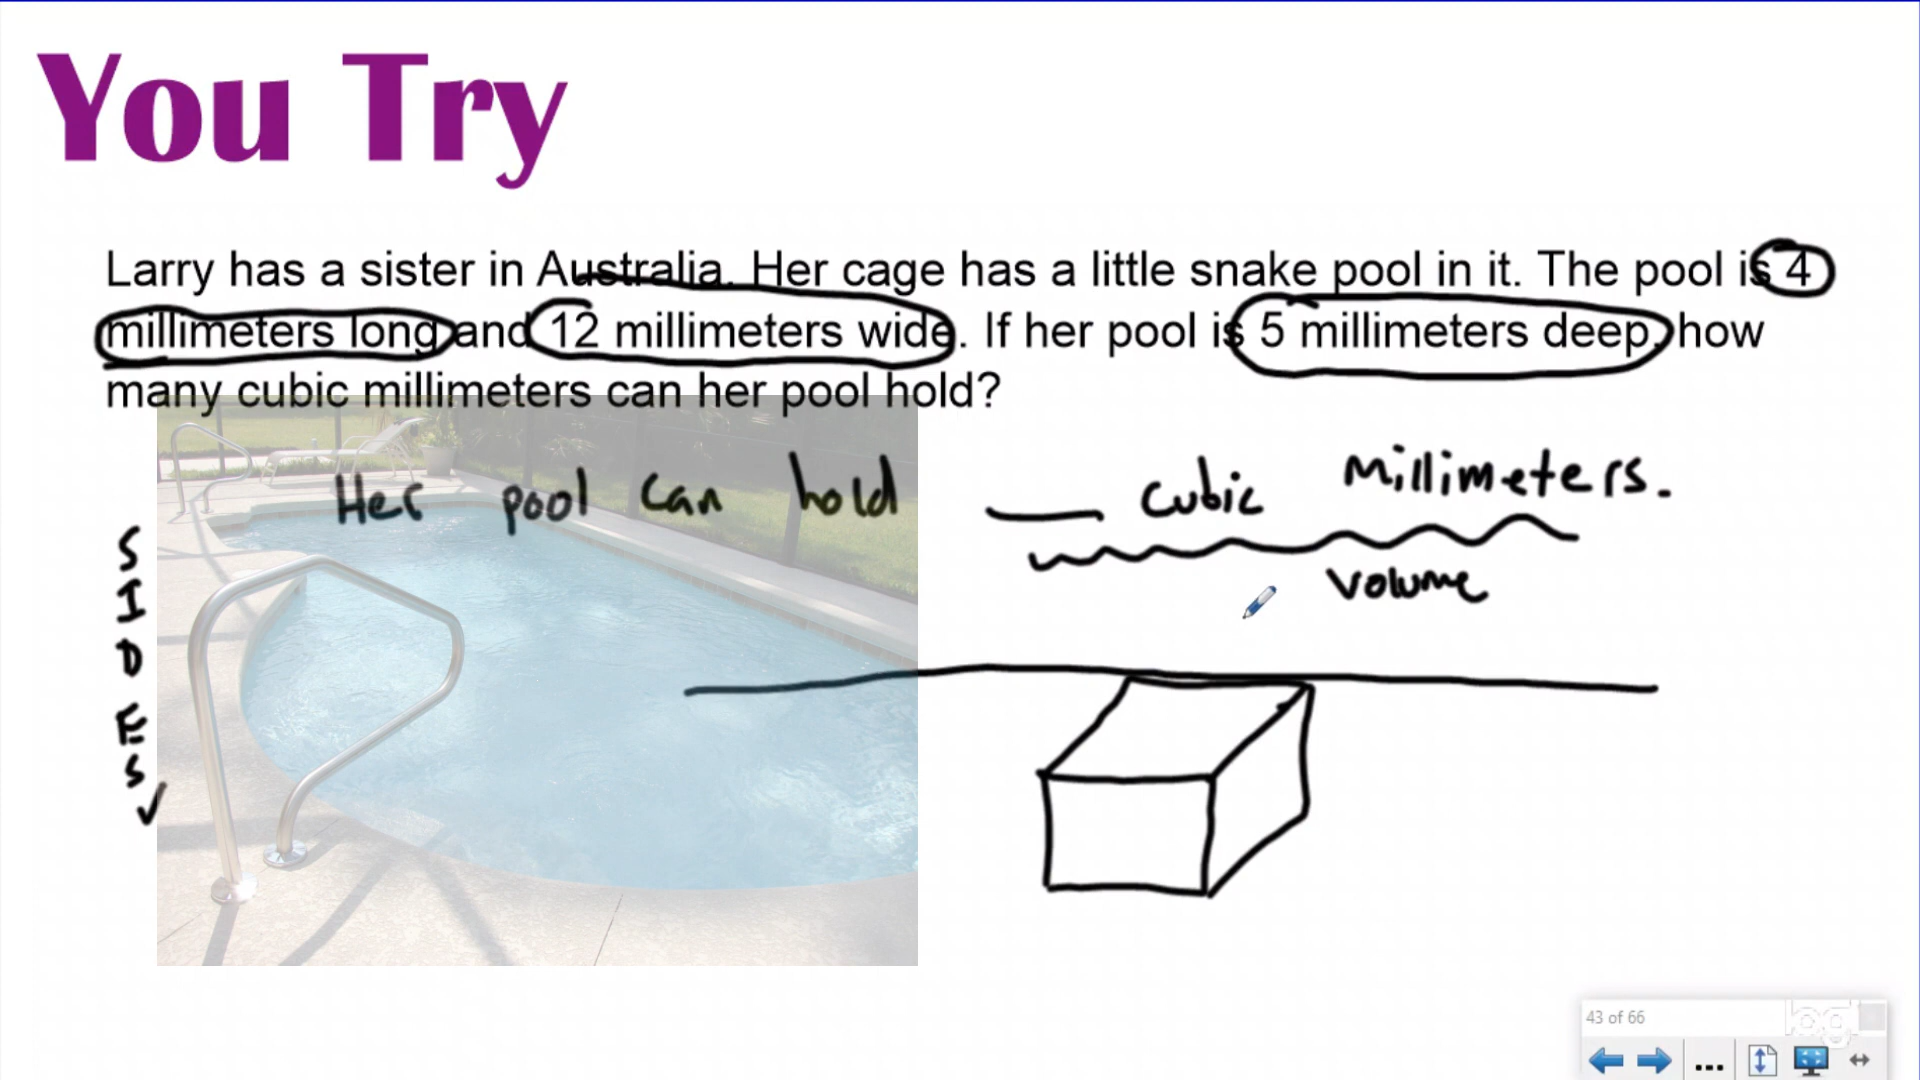 You Try
Larry has a sister in Australia. Her cage has a little snake pool in it. The pool is 4
millimeters long and 12 millimeters wide. If her pool is 5 millimeters deep, how
many cubic millimeters can her pool hold?
Her pool can hold ____ cubic Millimeters.
volume
S
I
D
E
S
43 of 66